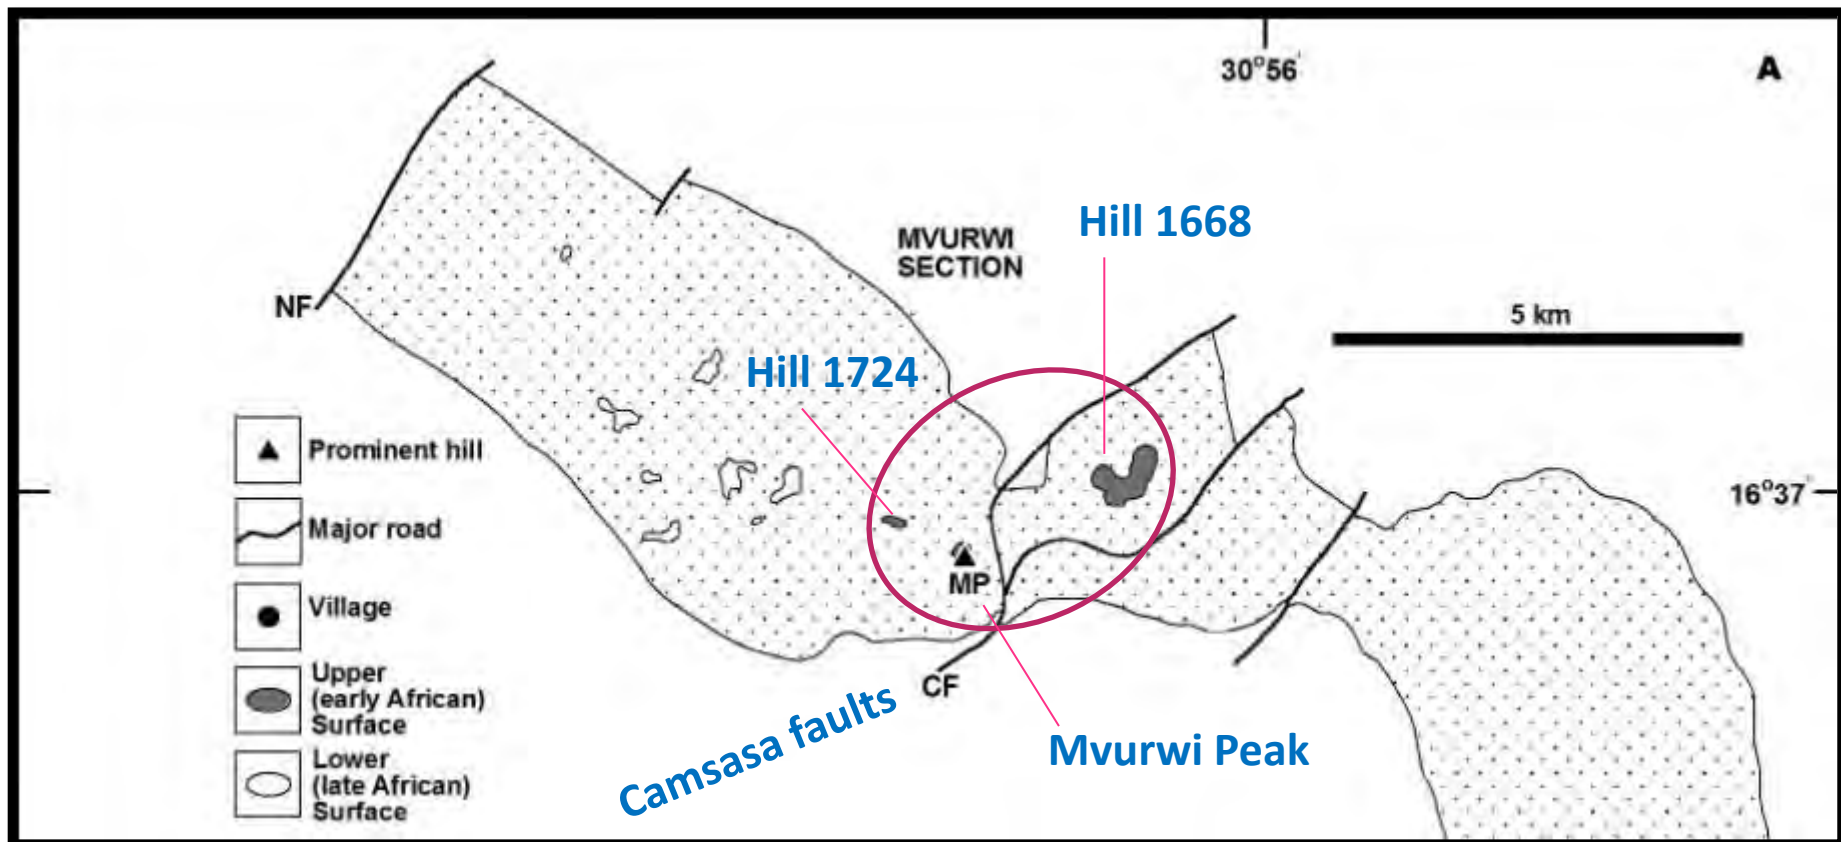 30°56'
A
MVURWI
SECTION
Hill 1668
NF
5 km
Hill 1724
Prominent hill
16°37'
Major road
MP
Village
Upper
(early African)
Surface
CF
Camsasa faults
Mvurwi Peak
Lower
(late African)
Surface